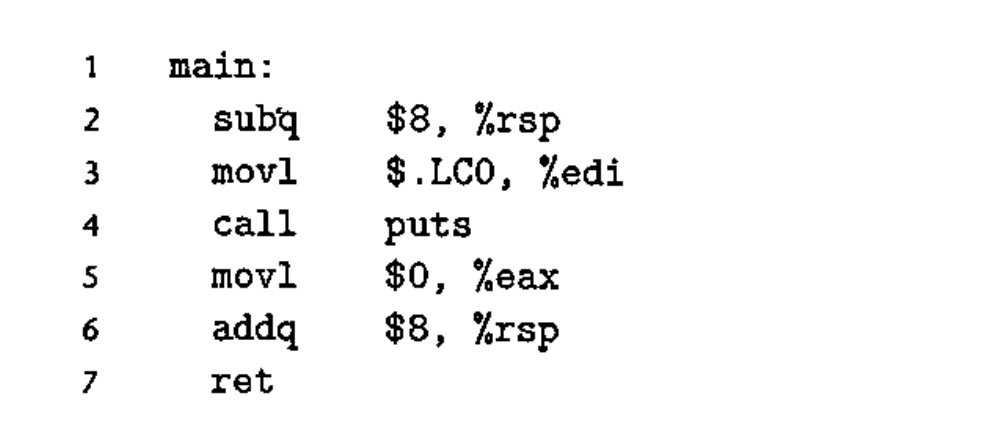 1 main:
2 subq $8, %rsp
3 movl $.LC0, %edi
4 call puts
5 movl $0, %eax
6 addq $8, %rsp
7 ret